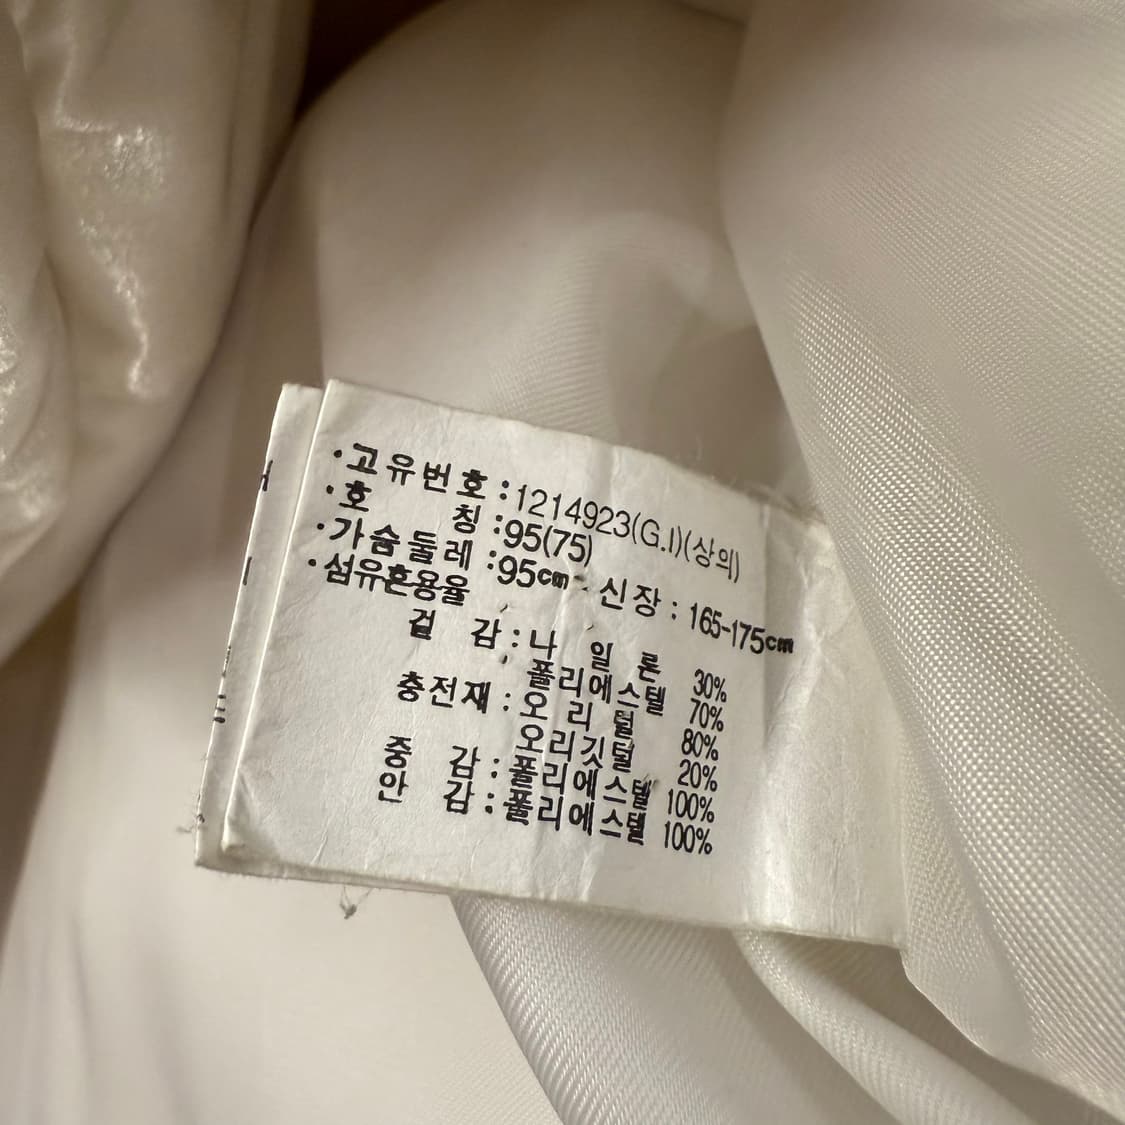 ·고유번호:1214923(G.I)(상의)
·호 칭:95(75)
·가슴둘레:95cm·신장:165-175cm
·섬유혼용율
겉 감:나 일 론 30%
폴리에스텔 70%
충전재:오 리 털 80%
오리깃털 20%
중 감:폴리에스텔 100%
안 감:폴리에스텔 100%